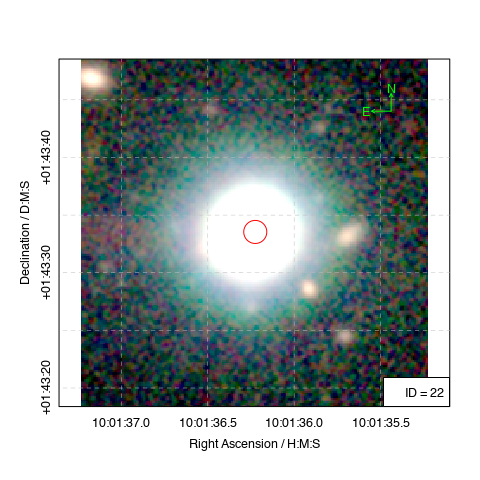 N
E
+01:43:40
+01:43:30
+01:43:20
Declination / D:M:S
ID = 22
10:01:37.0 10:01:36.5 10:01:36.0 10:01:35.5
Right Ascension / H:M:S